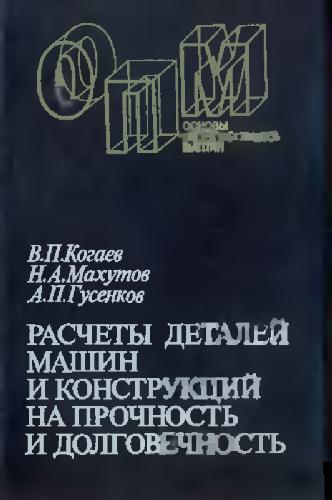 ОПМ
ОСНОВЫ
МАШИН
В.П.Когаев
Н.А.Махутов
А.П.Гусенков
РАСЧЕТЫ ДЕТАЛЕЙ
МАШИН
И КОНСТРУКЦИЙ
НА ПРОЧНОСТЬ
И ДОЛГОВЕЧНОСТЬ